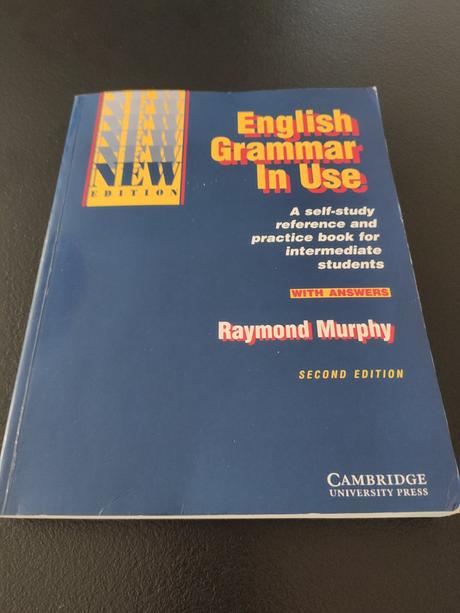 NEW
EDITION
English
Grammar
In Use
A self-study
reference and
practice book for
intermediate
students
WITH ANSWERS
Raymond Murphy
SECOND EDITION
CAMBRIDGE
UNIVERSITY PRESS